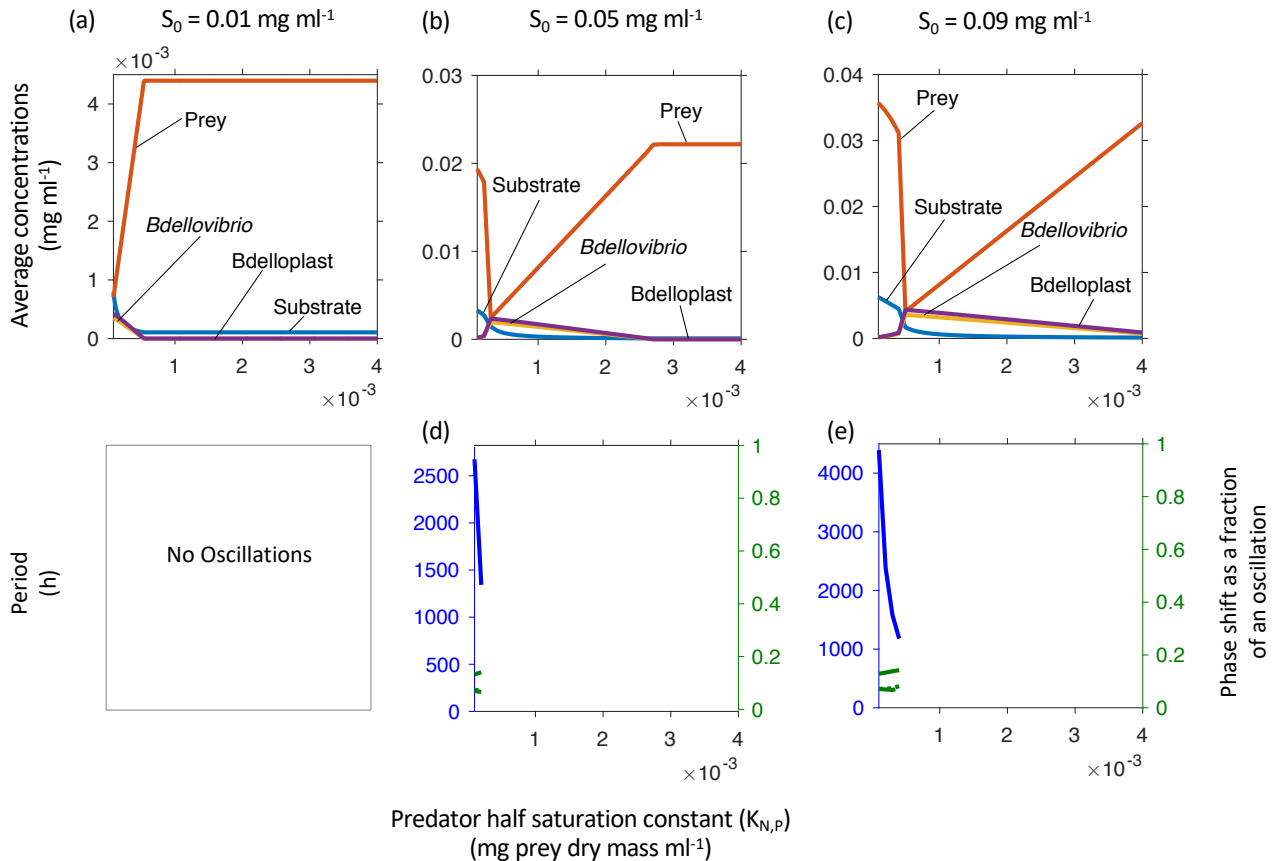 (a) S₀ = 0.01 mg ml⁻¹
(b) S₀ = 0.05 mg ml⁻¹
(c) S₀ = 0.09 mg ml⁻¹
Average concentrations
(mg ml⁻¹)
×10⁻³
4
3
2
1
0
Prey
Bdellovibrio
Bdelloplast
Substrate
1 2 3 4
×10⁻³
0.03
0.02
0.01
0
Prey
Substrate
Bdellovibrio
Bdelloplast
1 2 3 4
×10⁻³
0.04
0.03
0.02
0.01
0
Prey
Substrate
Bdellovibrio
Bdelloplast
1 2 3 4
×10⁻³
Period
(h)
No Oscillations
(d)
2500
2000
1500
1000
500
0
1
0.8
0.6
0.4
0.2
0
1 2 3 4
×10⁻³
(e)
4000
3000
2000
1000
0
1
0.8
0.6
0.4
0.2
0
1 2 3 4
×10⁻³
Phase shift as a fraction
of an oscillation
Predator half saturation constant (K_N,P)
(mg prey dry mass ml⁻¹)